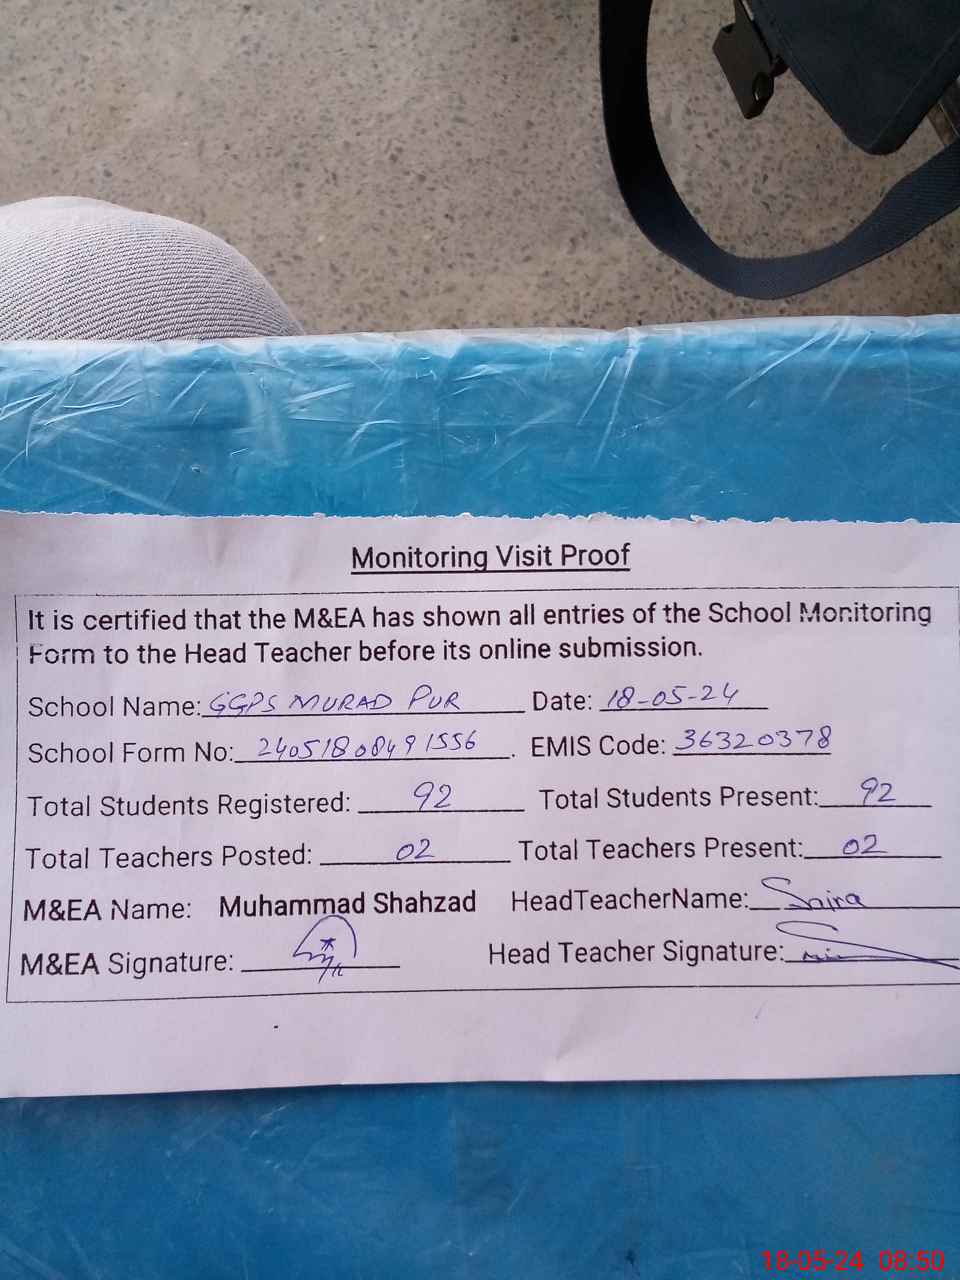 Monitoring Visit Proof
It is certified that the M&EA has shown all entries of the School Monitoring
Form to the Head Teacher before its online submission.
School Name: GGPS MURAD PUR Date: 18-05-24
School Form No: 24051808491556. EMIS Code: 36320378
Total Students Registered: 92 Total Students Present: 92
Total Teachers Posted: 02 Total Teachers Present: 02
M&EA Name: Muhammad Shahzad HeadTeacherName: Saira
M&EA Signature: Head Teacher Signature:
18-05-24 08:50